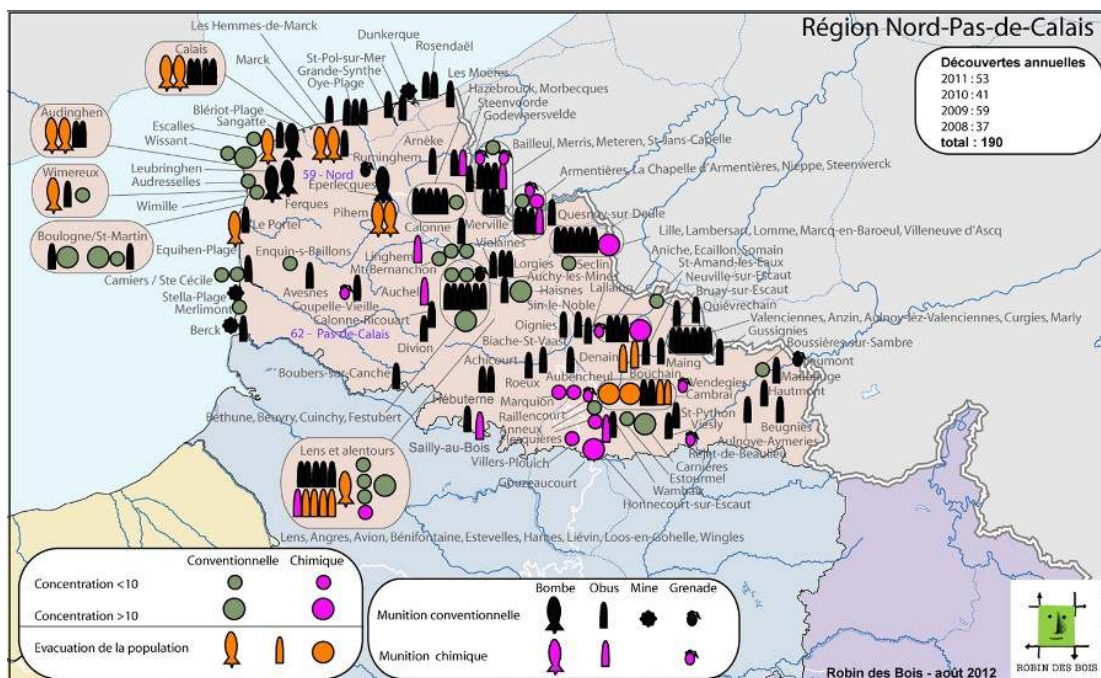 Région Nord-Pas-de-Calais
Découvertes annuelles
2011 : 53
2010 : 41
2009 : 59
2008 : 37
total : 190
Les Hemmes-de-Marck
Dunkerque
Rosendaël
Calais
Marck
St-Pol-sur-Mer
Grande-Synthe
Oye-Plage
Les Moëres
Hazebrouck, Morbecques
Steenvoorde
Godewaersvelde
Audinghen
Blériot-Plage
Sangatte
Escalles
Wissant
Arnèke
Bailleul, Merris, Meteren, St-Jans-Capelle
Ruminghem
Leubringhen
Audresselles
59 - Nord
Eperlecques
Armentières, La Chapelle d'Armentières, Nieppe, Steenwerck
Wimereux
Wimille
Ferques
Pihem
Calonne
Merville
Quesnoy-sur-Deule
Le Portel
Boulogne/St-Martin
Equihen-Plage
Enquin-s-Baillons
Linghem
Violaines
Lille, Lambersart, Lomme, Marcq-en-Baroeul, Villeneuve d'Ascq
Mt-Bernanchon
Lorgies
Seclin
Aniche, Ecaillon, Somain
St-Amand-les-Eaux
Camiers / Ste Cécile
Avesnes
Auchel
Auchy-les-Mines
Haisnes
Lallaing
Neuville-sur-Escaut
Bruay-sur-Escaut
Stella-Plage
Merlimont
Coupelle-Vieille
Calonne-Ricouart
Sin-le-Noble
Quiévrechain
62 - Pas-de-Calais
Oignies
Valenciennes, Anzin, Aulnoy-lez-Valenciennes, Curgies, Marly
Gussignies
Berck
Divion
Biache-St-Vaast
Boussières-sur-Sambre
Achicourt
Denain
Maing
Jeumont
Boubers-sur-Canche
Roeux
Aubencheul
Bouchain
Vendegies
Maubeuge
Cambrai
Hautmont
Hébuterne
Marquion
Raillencourt
Béthune, Beuvry, Cuinchy, Festubert
Anneux
St-Python
Viesly
Beugnies
Sailly-au-Bois
Flesquières
Aulnoye-Aymeries
Lens et alentours
Villers-Plouich
Rejet-de-Beaulieu
Carnières
Gouzeaucourt
Estourmel
Wambaix
Honnecourt-sur-Escaut
Lens, Angres, Avion, Bénifontaine, Estevelles, Harnes, Liévin, Loos-en-Gohelle, Wingles
Conventionnelle Chimique
Concentration <10
Concentration >10
Evacuation de la population
Bombe Obus Mine Grenade
Munition conventionnelle
Munition chimique
ROBIN DES BOIS
Robin des Bois - août 2012